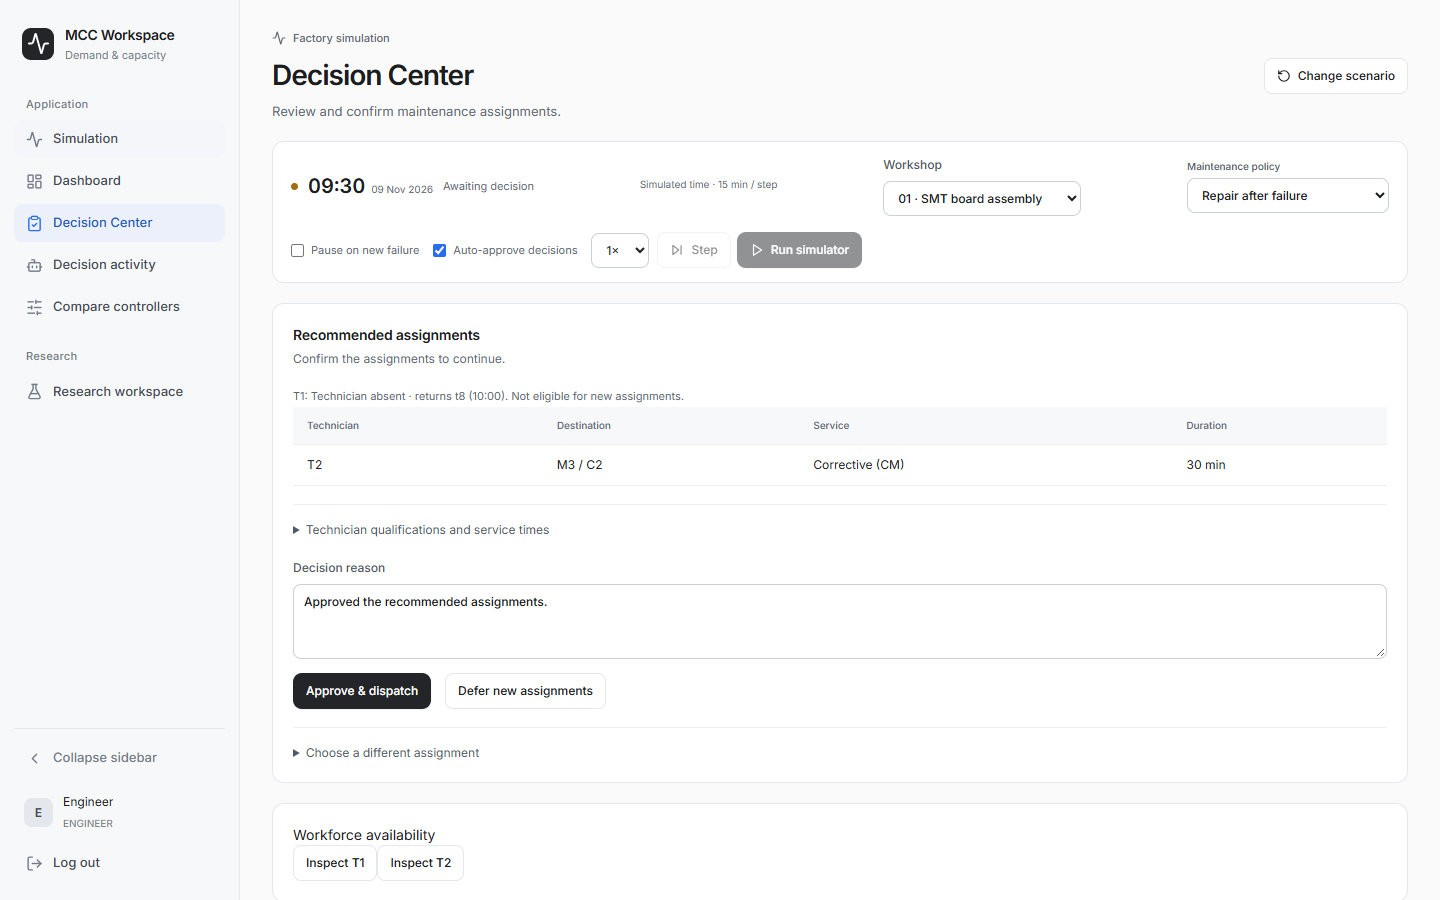 MCC Workspace
Demand & capacity
Application
Simulation
Dashboard
Decision Center
Decision activity
Compare controllers
Research
Research workspace
Collapse sidebar
E
Engineer
ENGINEER
Log out
Factory simulation
Decision Center
Change scenario
Review and confirm maintenance assignments.
09:30 09 Nov 2026 Awaiting decision
Simulated time · 15 min / step
Workshop
01 · SMT board assembly
Maintenance policy
Repair after failure
Pause on new failure
Auto-approve decisions
1×
Step
Run simulator
Recommended assignments
Confirm the assignments to continue.
T1: Technician absent · returns t8 (10:00). Not eligible for new assignments.
Technician Destination Service Duration
T2 M3 / C2 Corrective (CM) 30 min
Technician qualifications and service times
Decision reason
Approved the recommended assignments.
Approve & dispatch
Defer new assignments
Choose a different assignment
Workforce availability
Inspect T1
Inspect T2